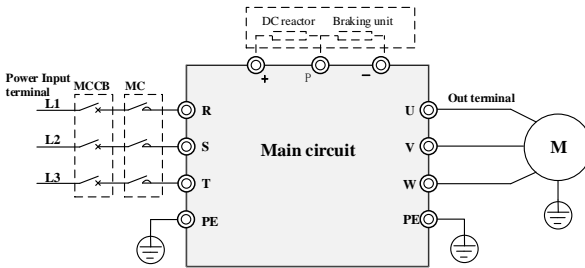 DC reactor Braking unit
+ P −
Power Input
terminal
MCCB MC
L1 R U Out terminal
L2 S Main circuit V M
L3 T W
PE PE